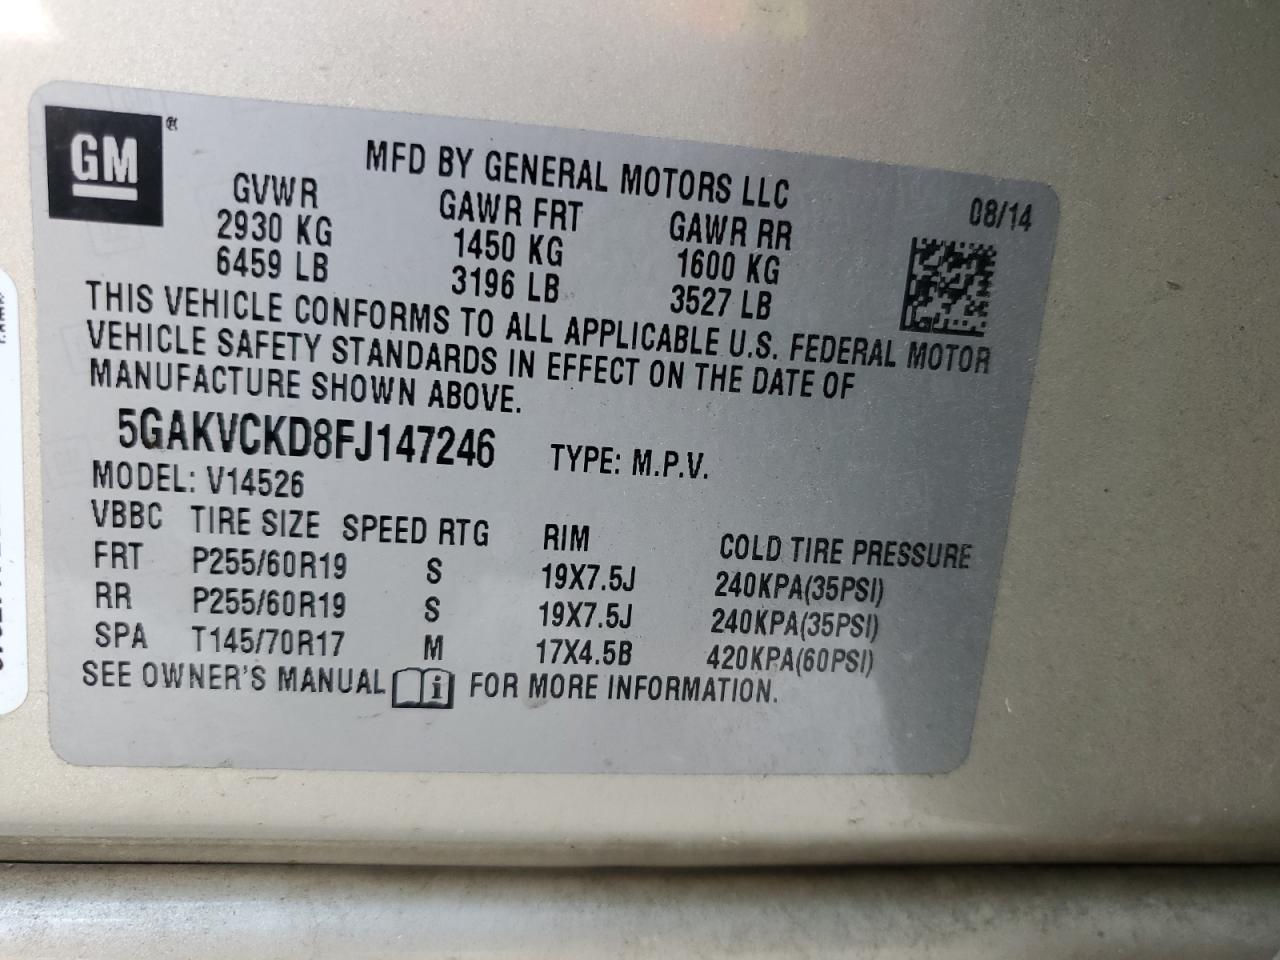 GM ®
MFD BY GENERAL MOTORS LLC 08/14
GVWR GAWR FRT GAWR RR
2930 KG 1450 KG 1600 KG
6459 LB 3196 LB 3527 LB
THIS VEHICLE CONFORMS TO ALL APPLICABLE U.S. FEDERAL MOTOR
VEHICLE SAFETY STANDARDS IN EFFECT ON THE DATE OF
MANUFACTURE SHOWN ABOVE.
5GAKVCKD8FJ147246 TYPE: M.P.V.
MODEL: V14526
VBBC TIRE SIZE SPEED RTG RIM COLD TIRE PRESSURE
FRT P255/60R19 S 19X7.5J 240KPA(35PSI)
RR P255/60R19 S 19X7.5J 240KPA(35PSI)
SPA T145/70R17 M 17X4.5B 420KPA(60PSI)
SEE OWNER'S MANUAL i FOR MORE INFORMATION.